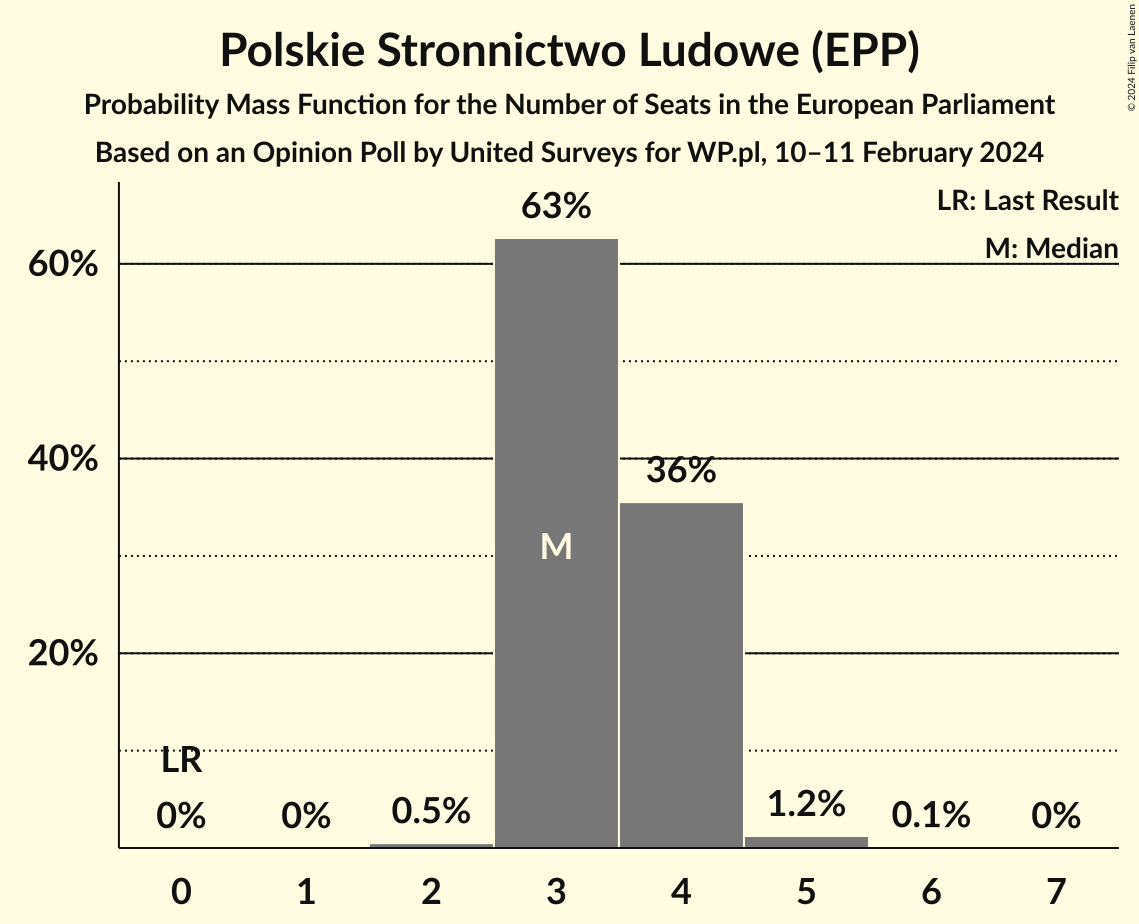 Polskie Stronnictwo Ludowe (EPP)
Probability Mass Function for the Number of Seats in the European Parliament
Based on an Opinion Poll by United Surveys for WP.pl, 10–11 February 2024
© 2024 Filip van Laenen
LR: Last Result
M: Median
63%
60%
40%
36%
M
20%
LR
0%
0%
0.5%
1.2%
0.1%
0%
0 1 2 3 4 5 6 7